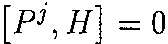 [P^j, H] = 0